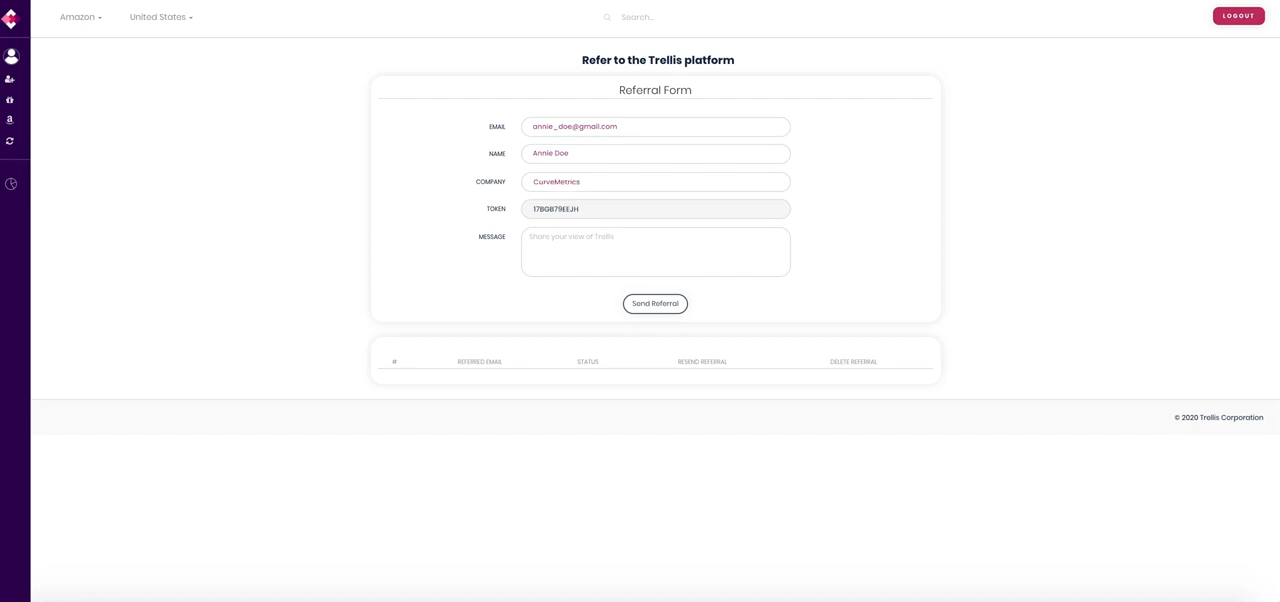 Amazon United States Search... LOGOUT
Refer to the Trellis platform
Referral Form
EMAIL annie_doe@gmail.com
NAME Annie Doe
COMPANY CurveMetrics
TOKEN 17BGB79EEJH
MESSAGE Share your view of Trellis
Send Referral
# REFERRED EMAIL STATUS RESEND REFERRAL DELETE REFERRAL
© 2020 Trellis Corporation